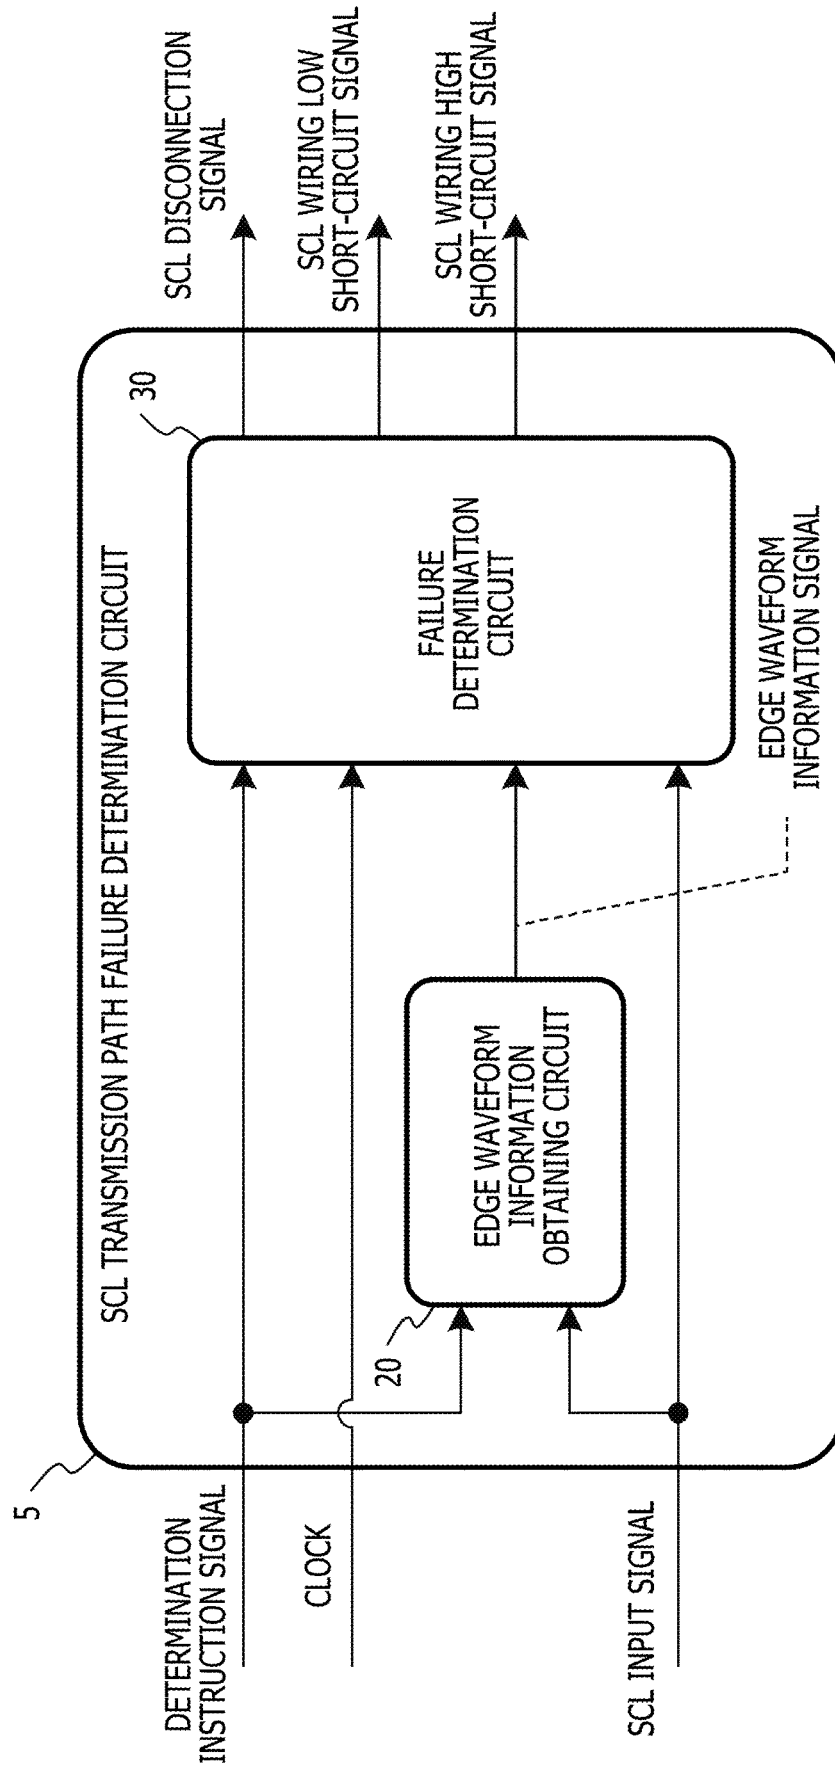 5
SCL TRANSMISSION PATH FAILURE DETERMINATION CIRCUIT
DETERMINATION
INSTRUCTION SIGNAL
CLOCK
SCL INPUT SIGNAL
20
EDGE WAVEFORM
INFORMATION
OBTAINING CIRCUIT
30
FAILURE
DETERMINATION
CIRCUIT
EDGE WAVEFORM
INFORMATION SIGNAL
SCL DISCONNECTION
SIGNAL
SCL WIRING LOW
SHORT-CIRCUIT SIGNAL
SCL WIRING HIGH
SHORT-CIRCUIT SIGNAL